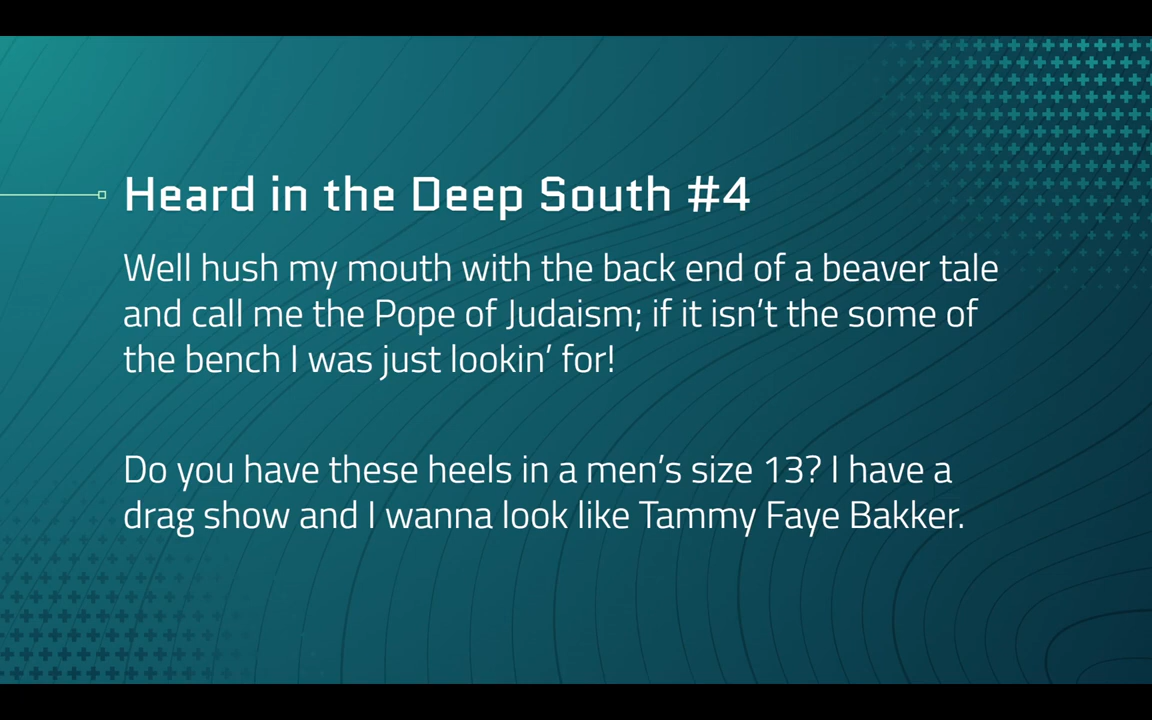 Heard in the Deep South #4
Well hush my mouth with the back end of a beaver tale
and call me the Pope of Judaism; if it isn’t the some of
the bench I was just lookin’ for!
Do you have these heels in a men’s size 13? I have a
drag show and I wanna look like Tammy Faye Bakker.